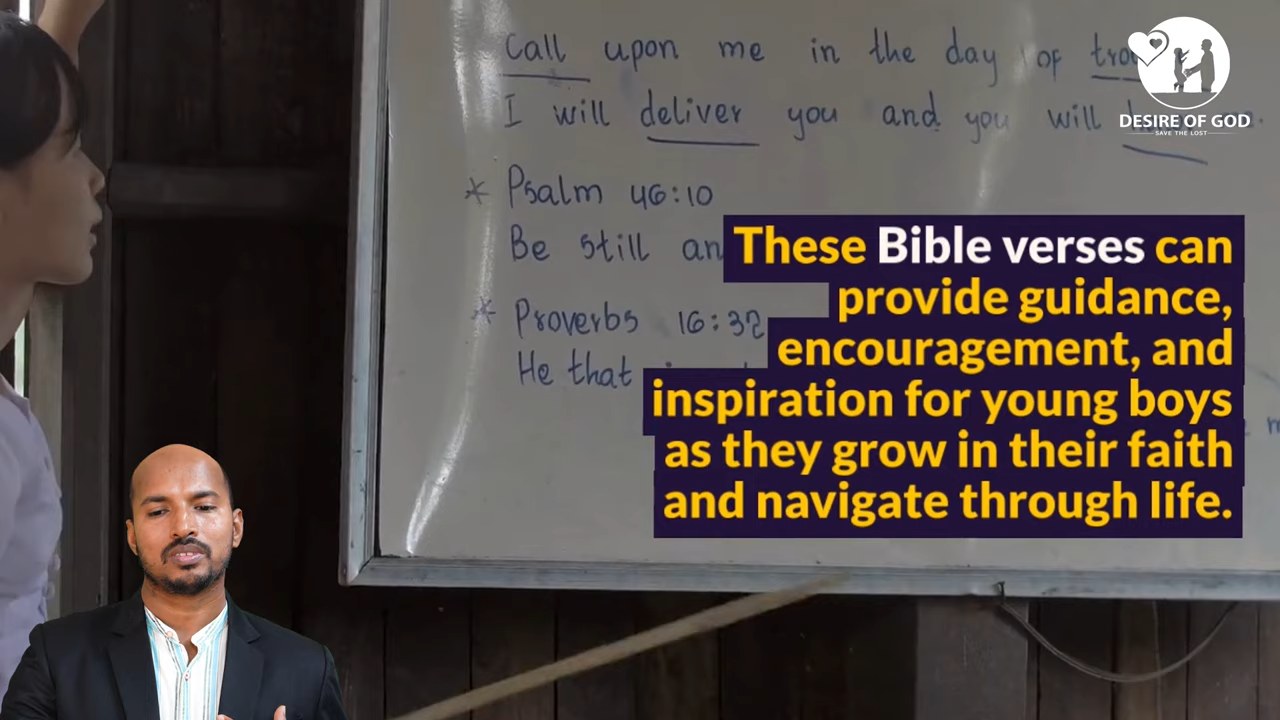 Call upon me in the day of
I will deliver you and you will
* Psalm 46:10
Be still
* Proverbs 16:32
He that
DESIRE OF GOD
SAVE THE LOST
These Bible verses can
provide guidance,
encouragement, and
inspiration for young boys
as they grow in their faith
and navigate through life.